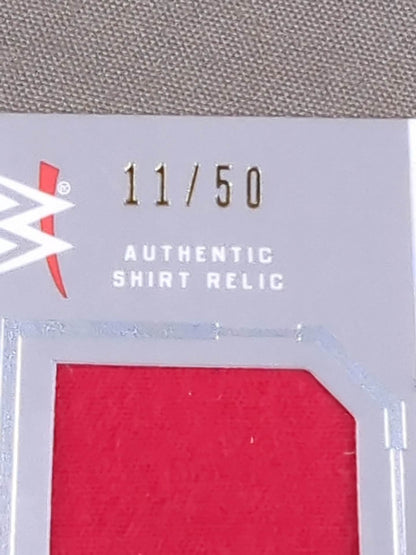 11/50
®
AUTHENTIC
SHIRT RELIC